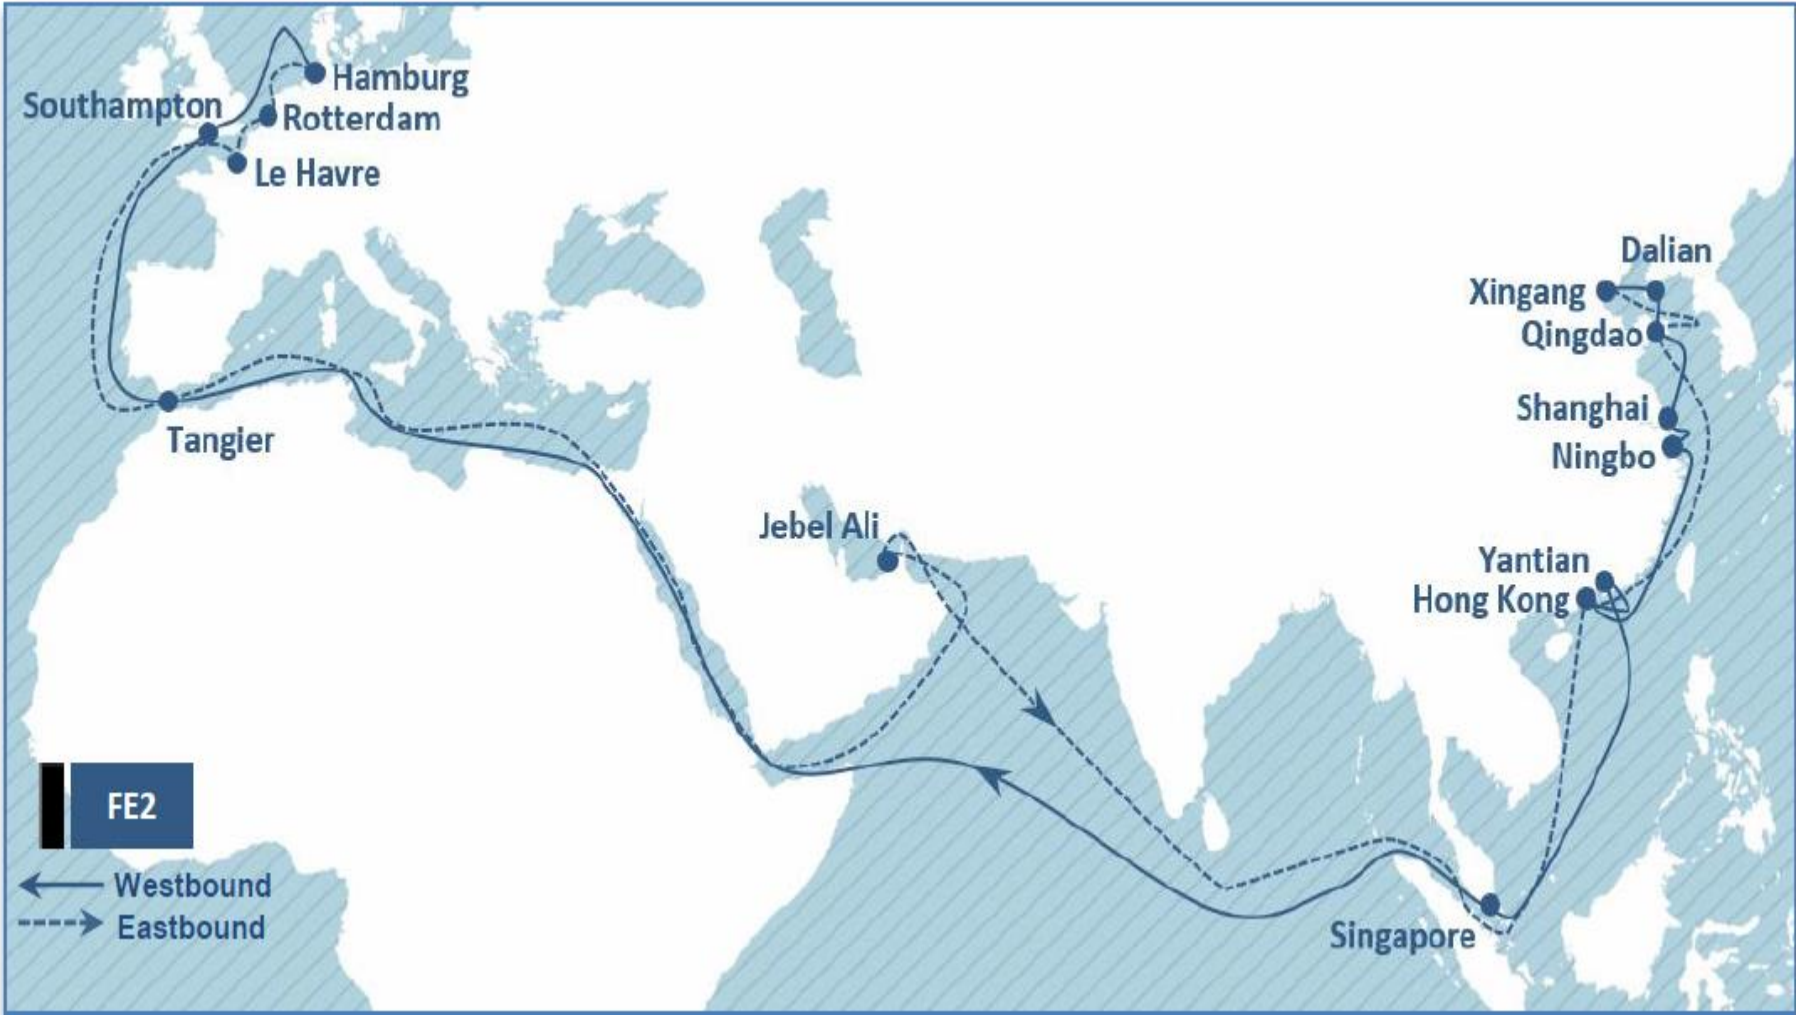 Hamburg
Southampton
Rotterdam
Le Havre
Dalian
Xingang
Qingdao
Shanghai
Tangier
Ningbo
Jebel Ali
Yantian
Hong Kong
FE2
Westbound
Eastbound
Singapore